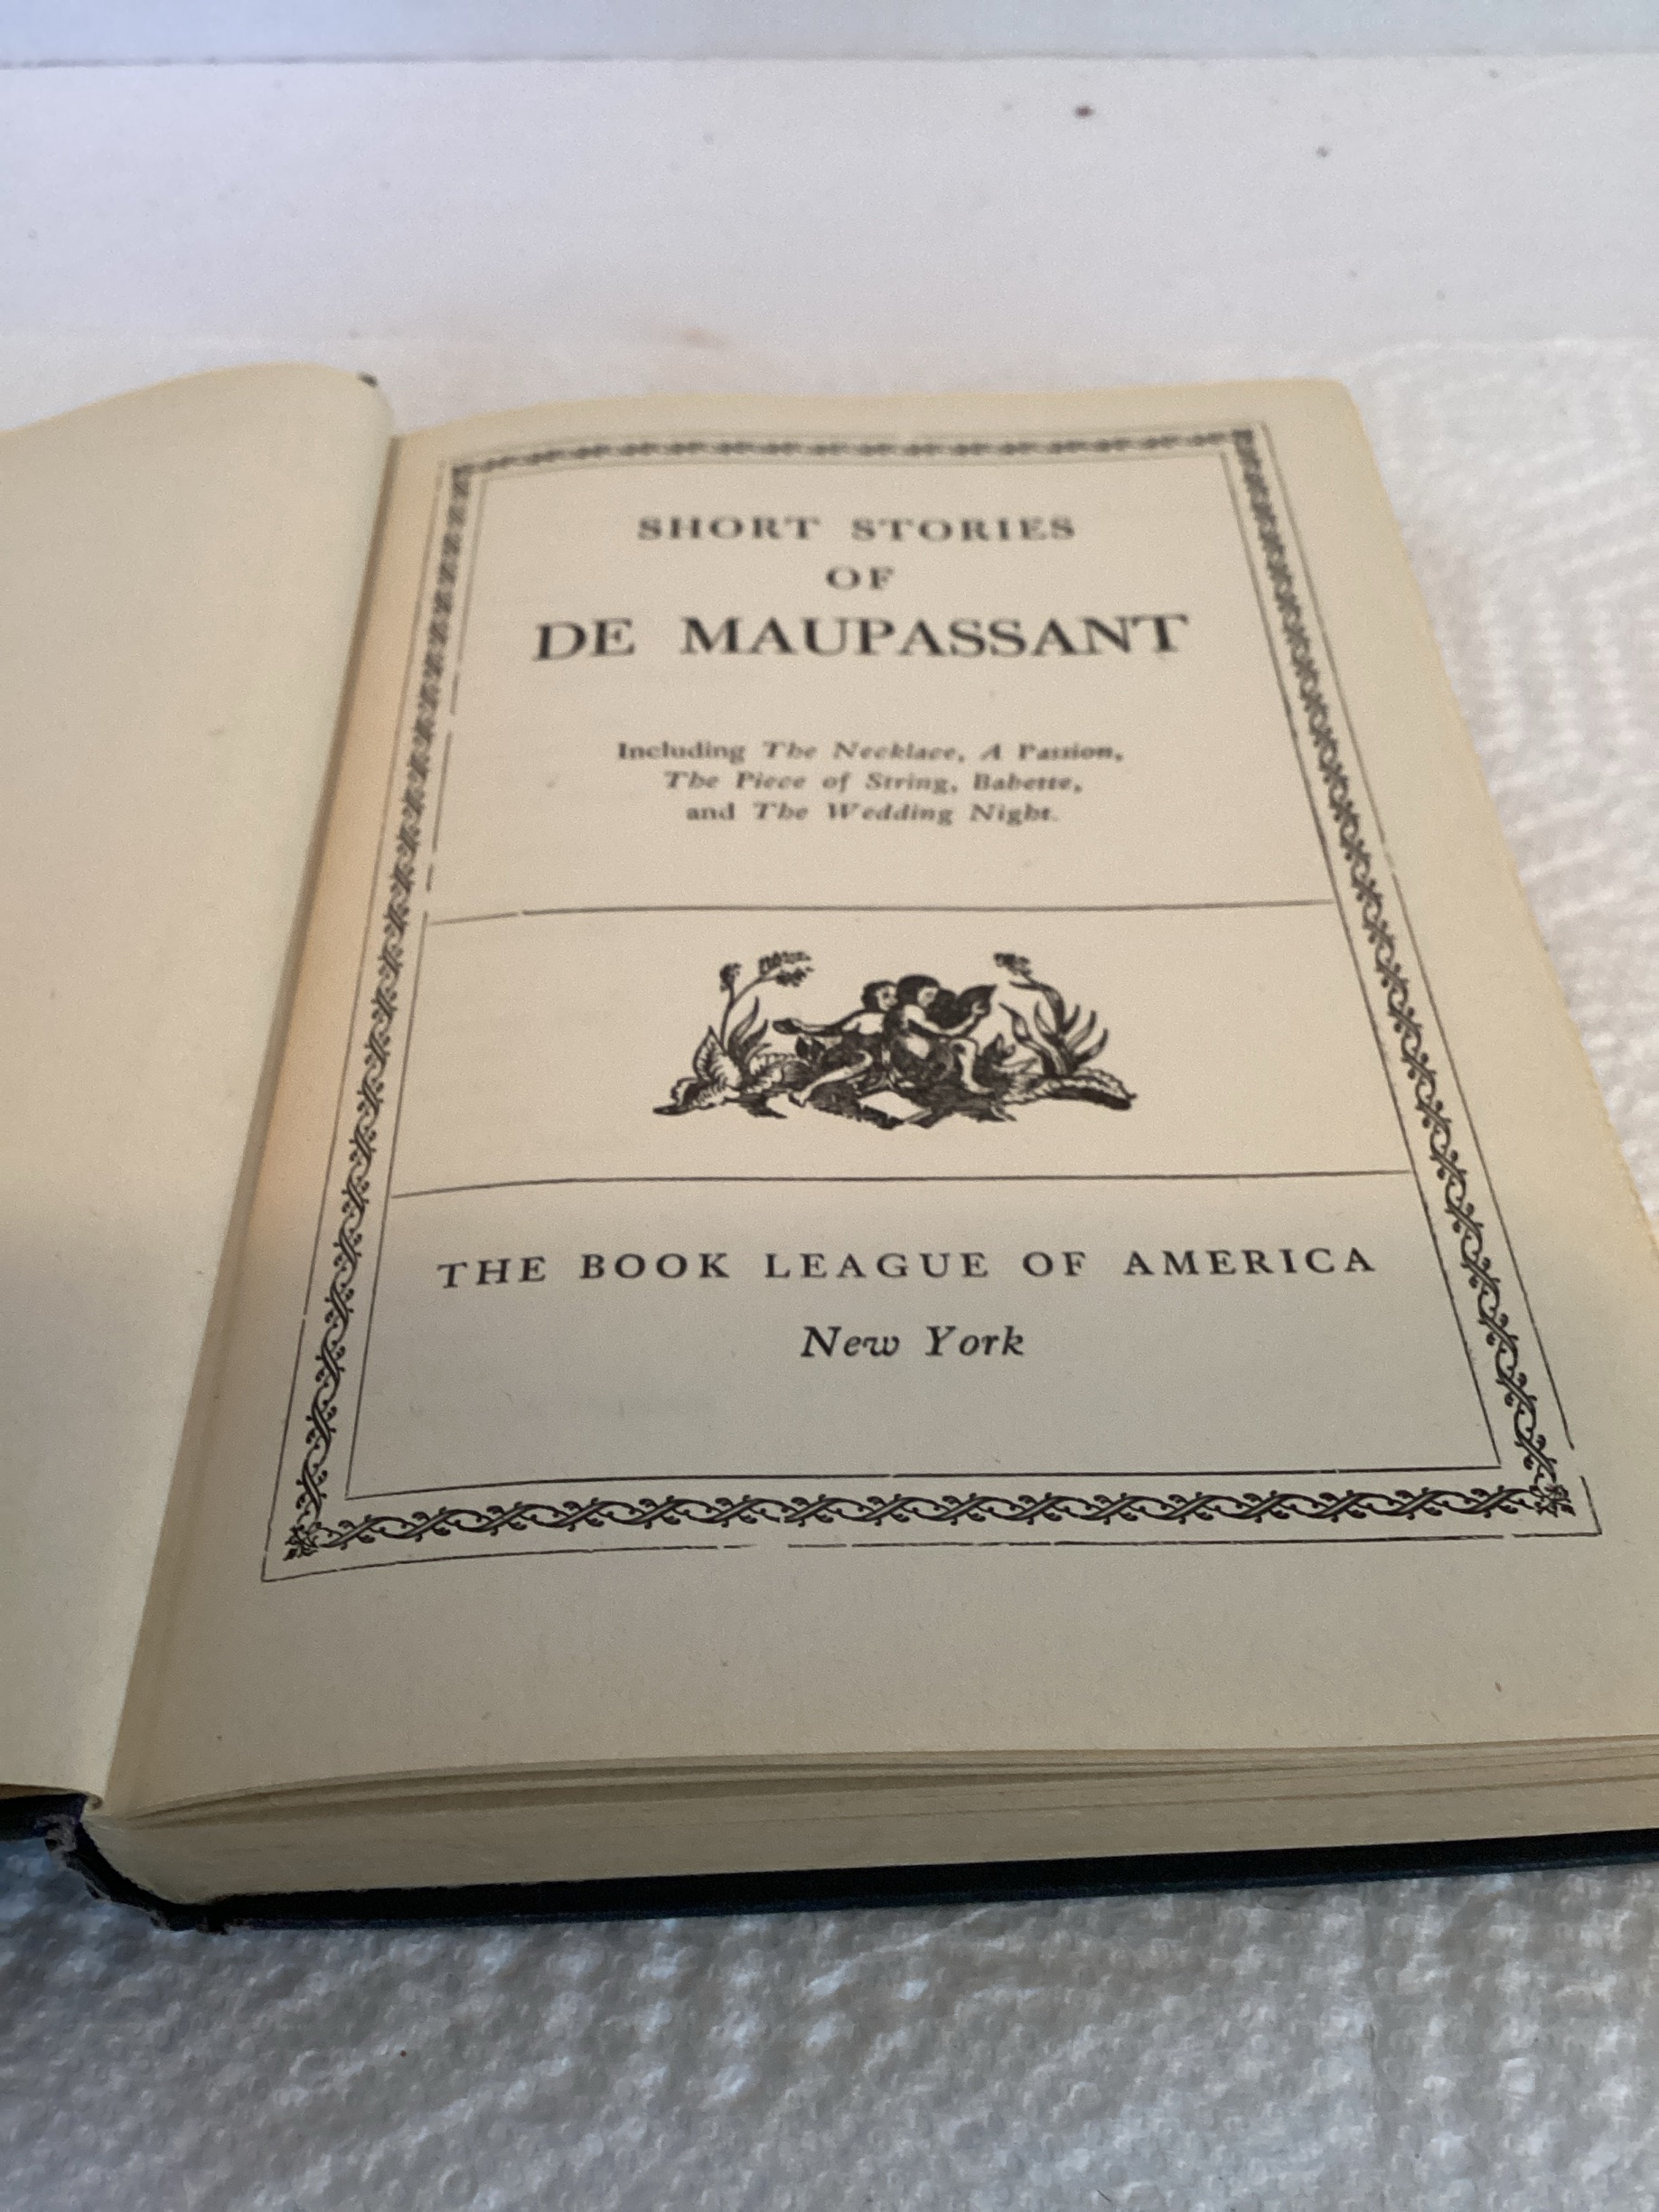 SHORT STORIES
OF
DE MAUPASSANT
Including The Necklace, A Passion,
The Piece of String, Babette,
and The Wedding Night.
THE BOOK LEAGUE OF AMERICA
New York